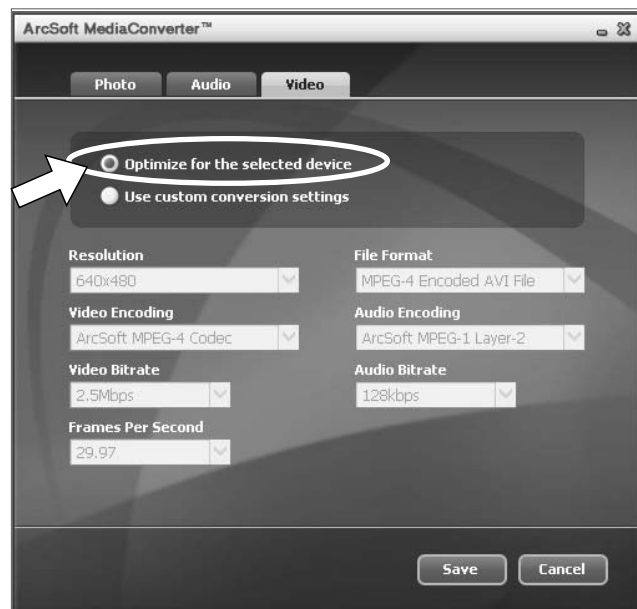 ArcSoft MediaConverter™
Photo Audio Video
Optimize for the selected device
Use custom conversion settings
Resolution
640x480
File Format
MPEG-4 Encoded AVI File
Video Encoding
ArcSoft MPEG-4 Codec
Audio Encoding
ArcSoft MPEG-1 Layer-2
Video Bitrate
2.5Mbps
Audio Bitrate
128kbps
Frames Per Second
29.97
Save Cancel